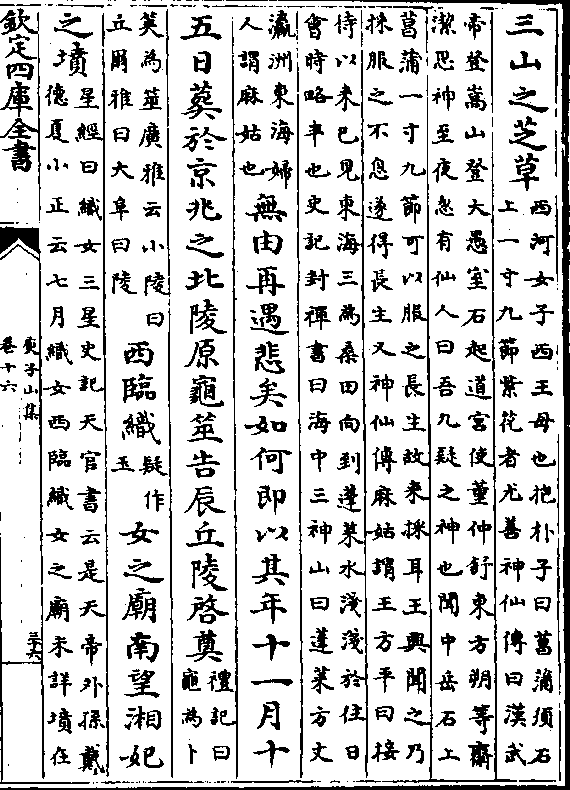 三山之芝草西河女子西王母也抱朴子曰菖蒲須石
上一寸九節紫花者尤善神仙傳曰漢武
帝登嵩山登大愚室石起道宮使董仲舒東方朔等齋
潔思神至夜忽有仙人曰吾九疑之神也聞中岳石上
菖蒲一寸九節可以服之長生故来採耳王興聞之乃
採服之不息遂得長生又神仙傳麻姑謂王方平曰接
待以来已見東海三為桑田向到蓬莱水淺淺於往日
會時略半也史記封禪書曰海中三神山曰蓬莱方丈
瀛洲東海婦
人謂麻姑也無由再遇悲矣如何即以其年十一月十
五日葬於京兆之北陵原龜筮告辰丘陵啓奠禮記曰
龜為卜
筴為筮廣雅云小陵曰
丘爾雅曰大阜曰陵西臨織疑作
玉女之廟南望湘妃
之墳星經曰織女三星史記天官書云是天帝外孫戴
德夏小正云七月織女西臨織女之廟未詳墳在
欽定四庫全書
庾子山集
卷十六
三十六